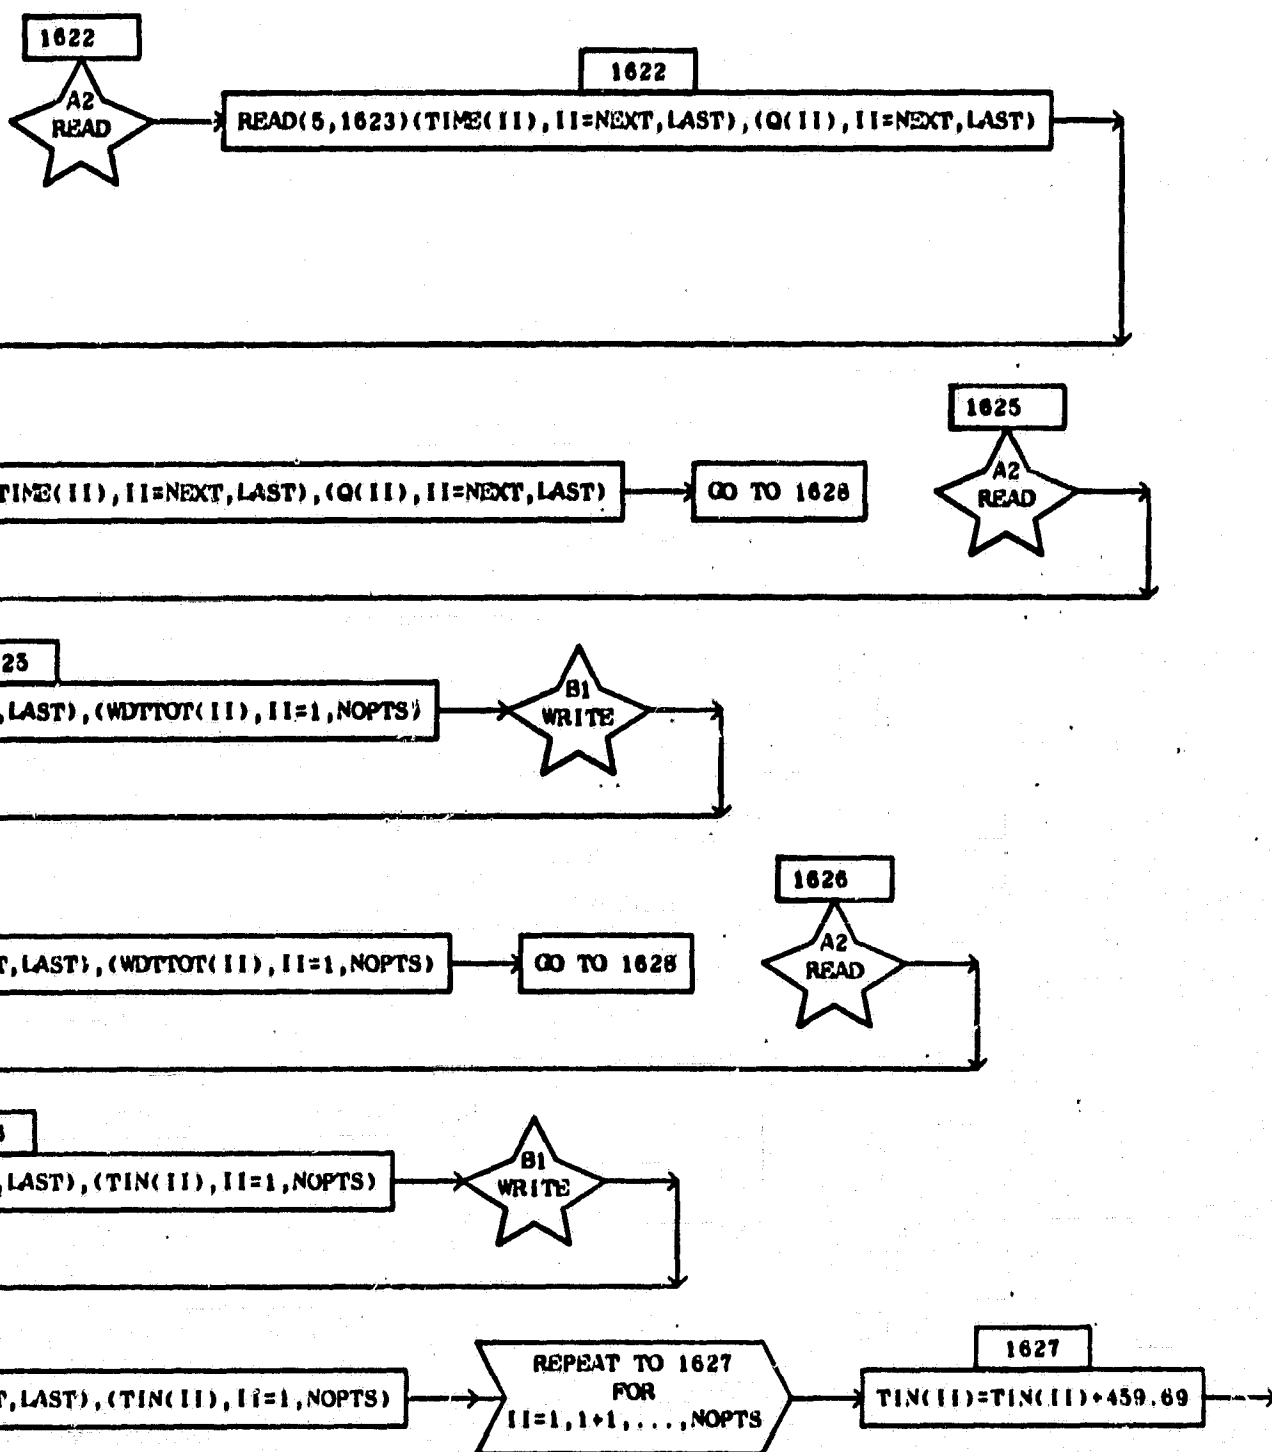 1622
1622
A2
READ
READ(5,1623)(TIME(II),II=NEXT,LAST),(Q(II),II=NEXT,LAST)
1625
TIME(II),II=NEXT,LAST),(Q(II),II=NEXT,LAST)
GO TO 1628
A2
READ
25
,LAST),(WDTTOT(II),II=1,NOPTS)
B1
WRITE
1626
T,LAST),(WDTTOT(II),II=1,NOPTS)
GO TO 1628
A2
READ
,LAST),(TIN(II),II=1,NOPTS)
B1
WRITE
1627
T,LAST),(TIN(II),II=1,NOPTS)
REPEAT TO 1627
FOR
II=1,1+1,...,NOPTS
TIN(II)=TIN(II)+459.69